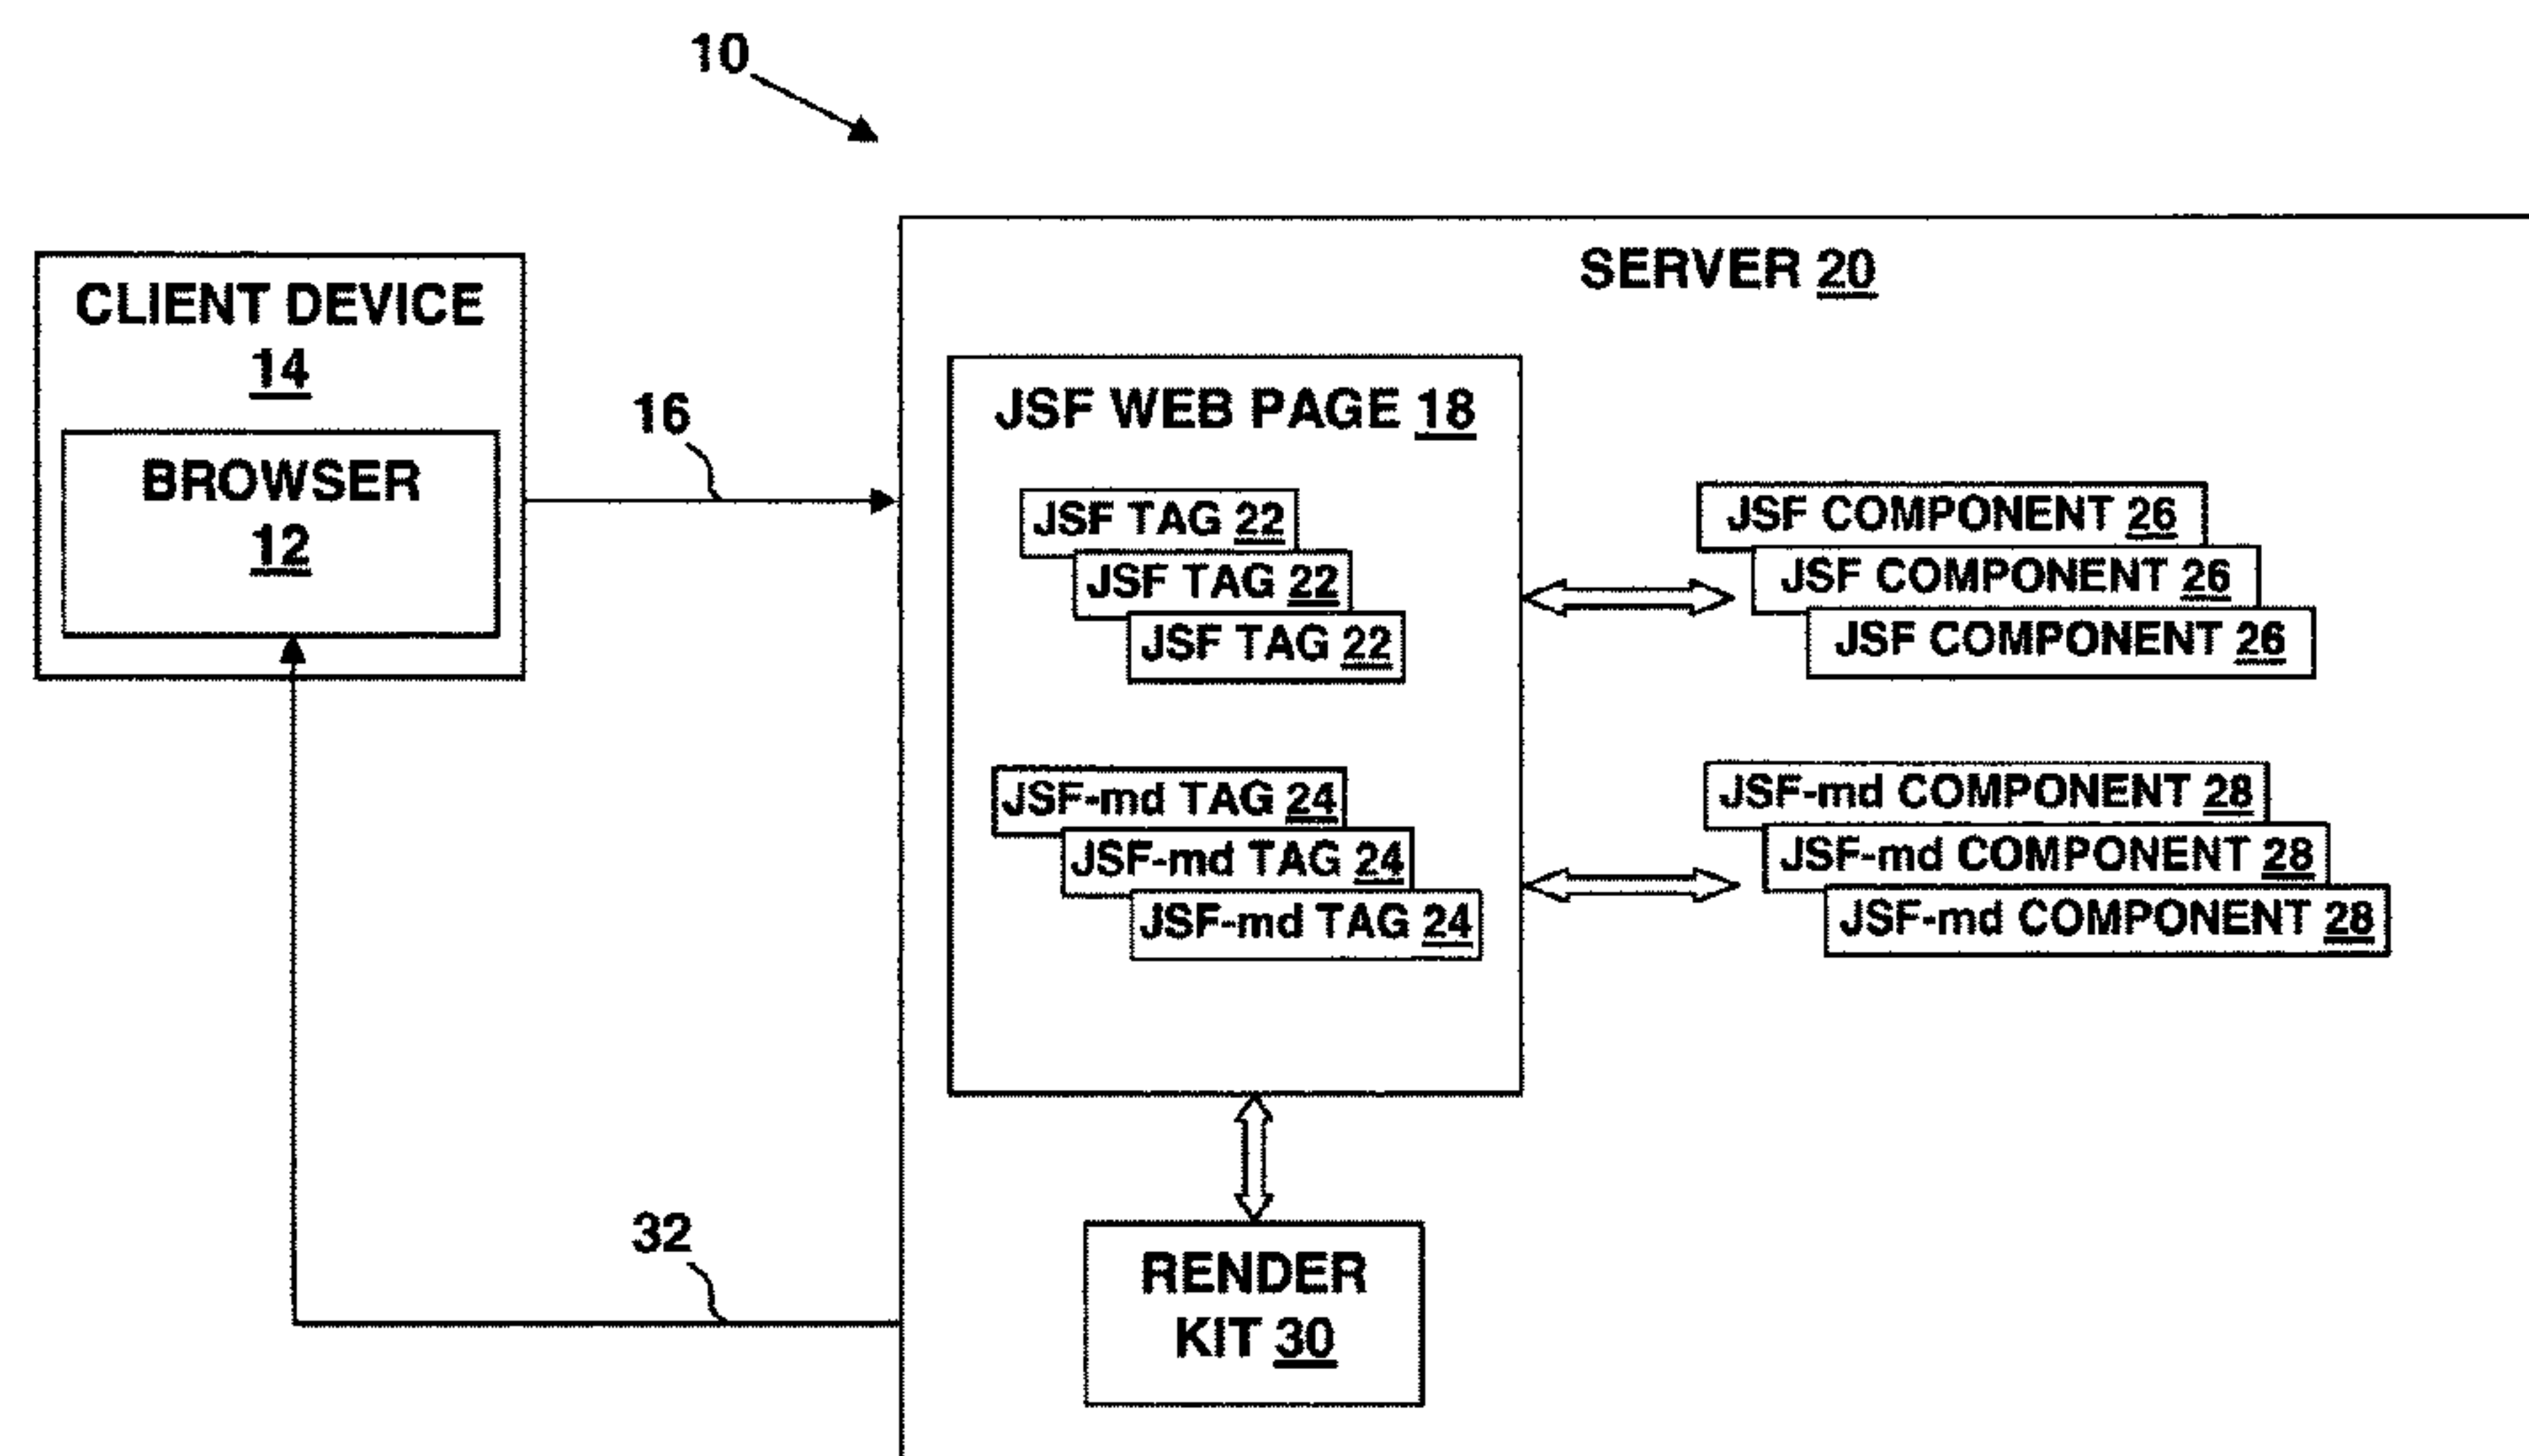 10
SERVER 20
CLIENT DEVICE
14
BROWSER
12
16
JSF WEB PAGE 18
JSF TAG 22
JSF TAG 22
JSF TAG 22
JSF COMPONENT 26
JSF COMPONENT 26
JSF COMPONENT 26
JSF-md TAG 24
JSF-md TAG 24
JSF-md TAG 24
JSF-md COMPONENT 28
JSF-md COMPONENT 28
JSF-md COMPONENT 28
32
RENDER
KIT 30